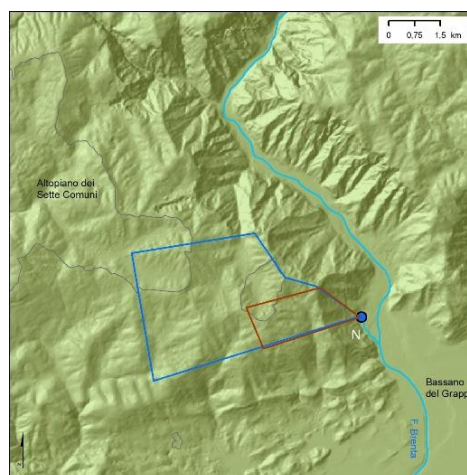 0 0,75 1,5 km
Altopiano dei
Sette Comuni
N
Bassano
del Grapp
F. Brenta